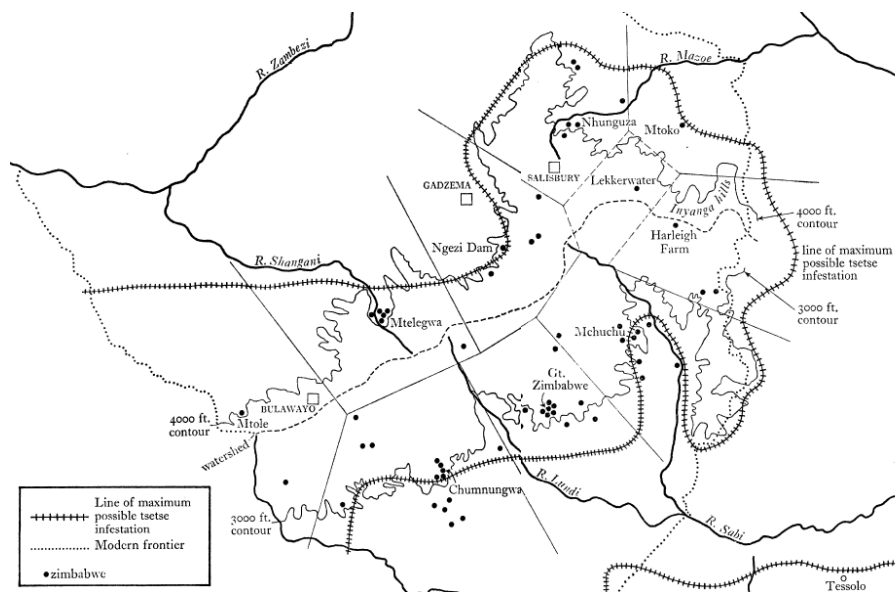 R. Zambezi
R. Mazoe
Nhunguza
Mtoko
SALISBURY
GADZEMA
Lekkerwater
Inyanga hills
4000 ft.
contour
Harleigh
Farm
Ngezi Dam
line of maximum
possible tsetse
infestation
R. Shangani
3000 ft.
contour
Mtelegwa
Mchuchu
Gt.
Zimbabwe
BULAWAYO
4000 ft.
contour
Mtole
watershed
Chumnungwa
R. Lundi
3000 ft.
contour
R. Sabi
Tessolo
Line of maximum
possible tsetse
infestation
Modern frontier
zimbabwe